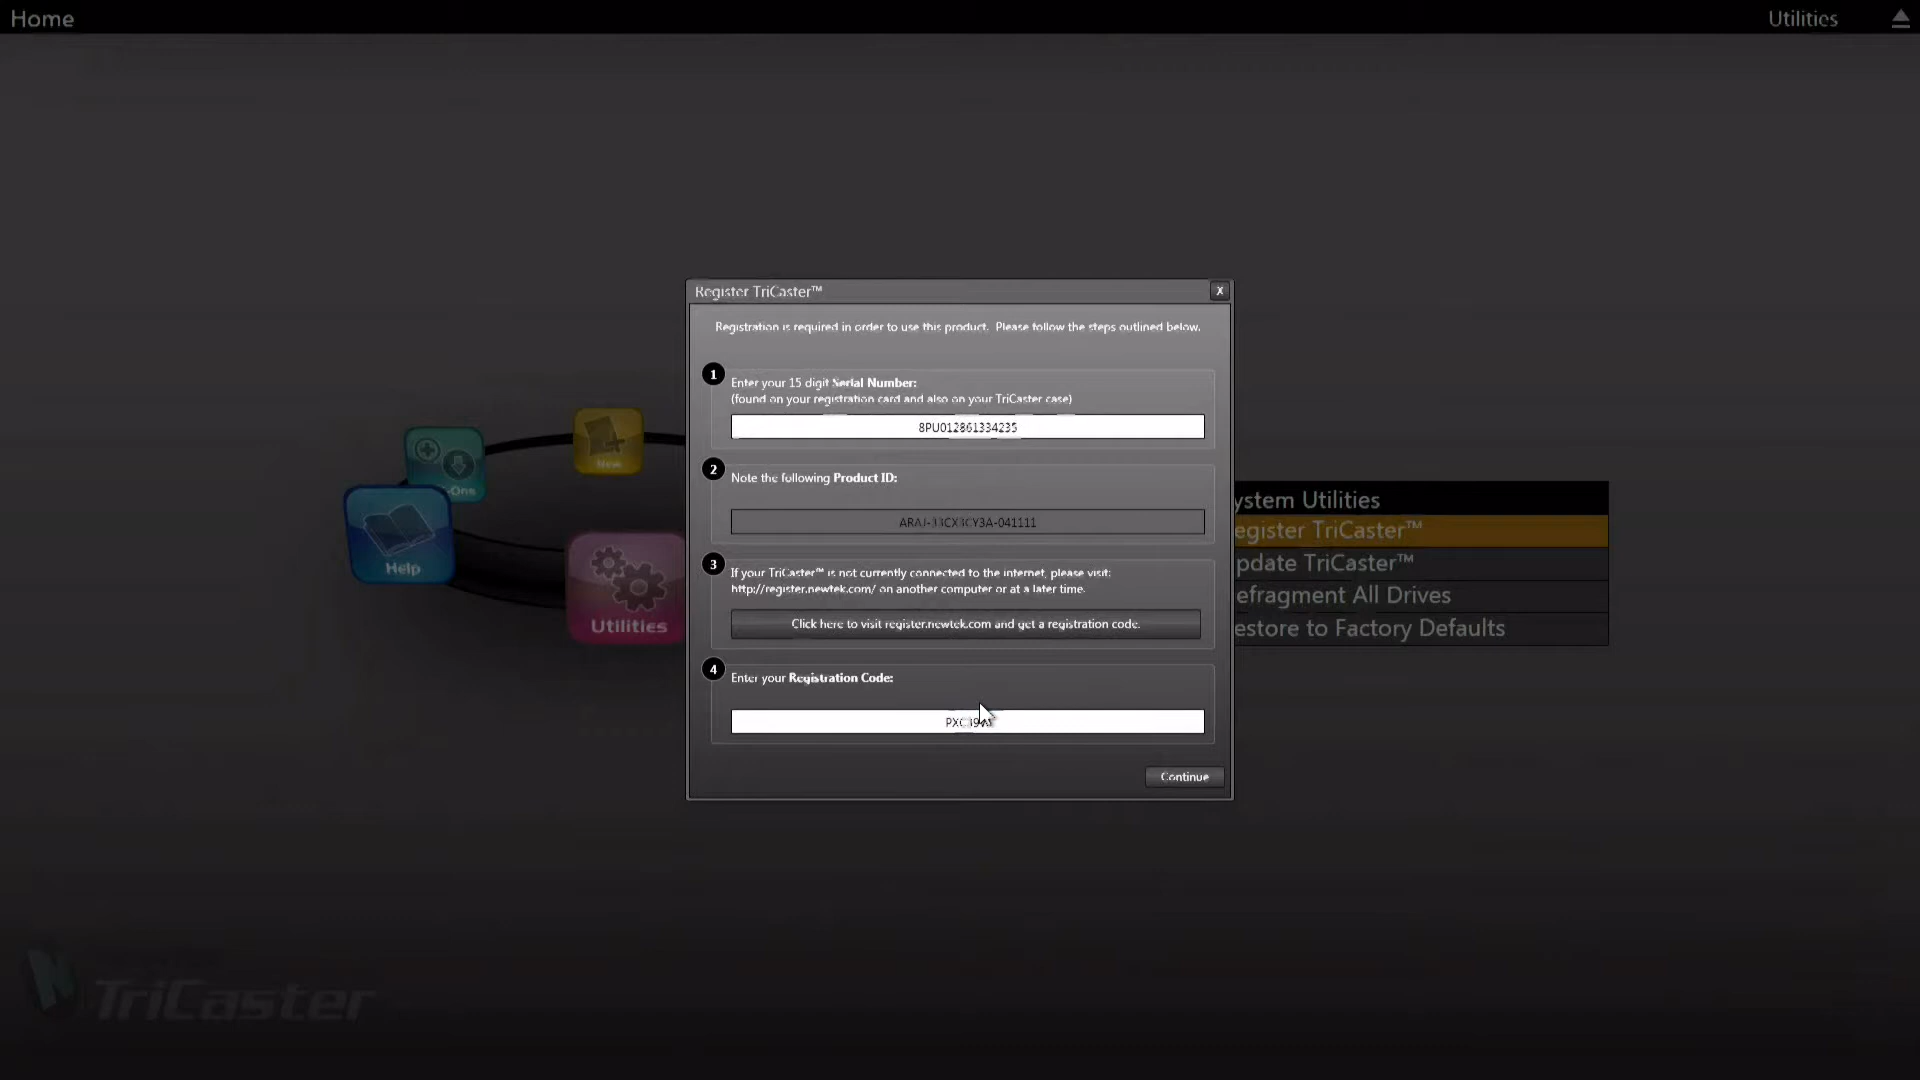 Home
Utilities
Register TriCaster™
X
Registration is required in order to use this product. Please follow the steps outlined below.
1
Enter your 15 digit Serial Number:
(found on your registration card and also on your TriCaster case)
8PU012861334235
2
Note the following Product ID:
ARAJ-33CX3CY3A-041111
3
If your TriCaster™ is not currently connected to the internet, please visit:
http://register.newtek.com/ on another computer or at a later time.
Click here to visit register.newtek.com and get a registration code.
4
Enter your Registration Code:
Continue
New
-One
Help
Utilities
ystem Utilities
egister TriCaster™
pdate TriCaster™
efragment All Drives
estore to Factory Defaults
TriCaster